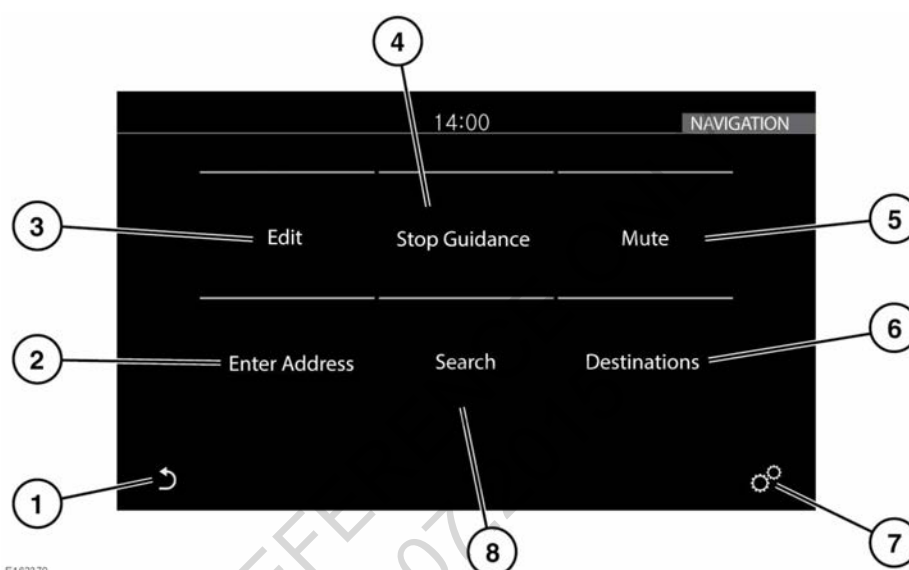 4
14:00 NAVIGATION
3 Edit Stop Guidance Mute 5
2 Enter Address Search Destinations 6
1 7
8